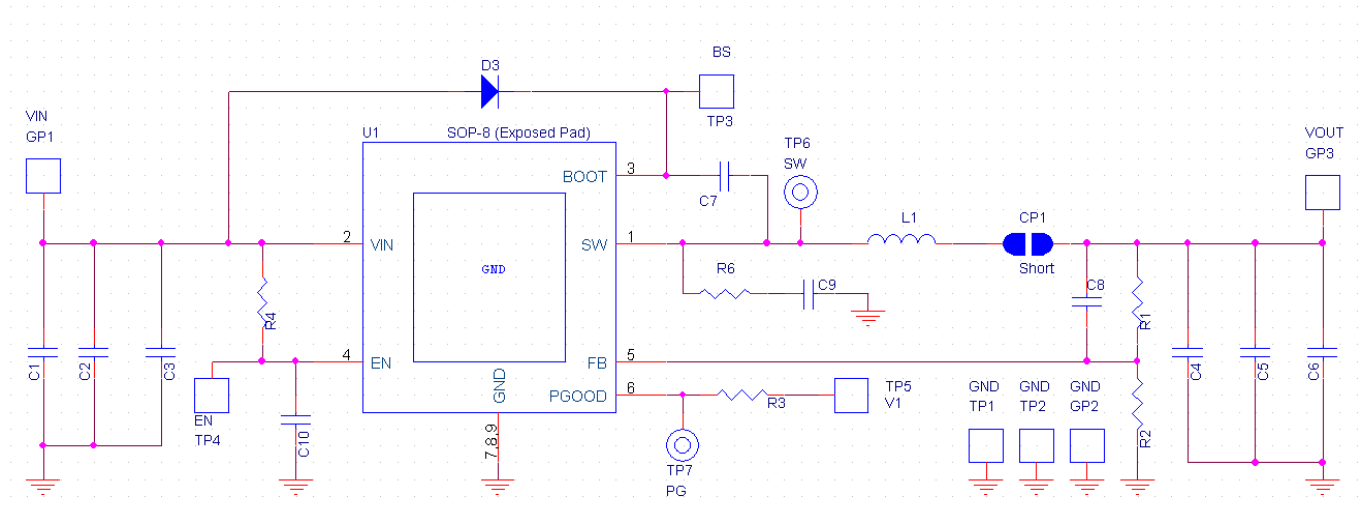 BS
D3
TP3
VIN
GP1
U1
SOP-8 (Exposed Pad)
VOUT
GP3
TP6
SW
BOOT
3
C7
L1
CP1
Short
2
VIN
SW
1
GND
R6
C9
C8
R4
R1
C1
C2
C3
4
EN
FB
5
C4
C5
C6
GND
PGOOD
6
R3
TP5
V1
EN
TP4
C10
7,8,9
TP7
PG
GND
TP1
GND
TP2
GND
GP2
R2